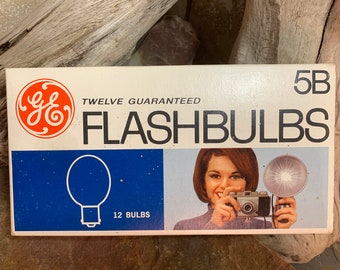 GE
5B
TWELVE GUARANTEED
FLASHBULBS
12 BULBS